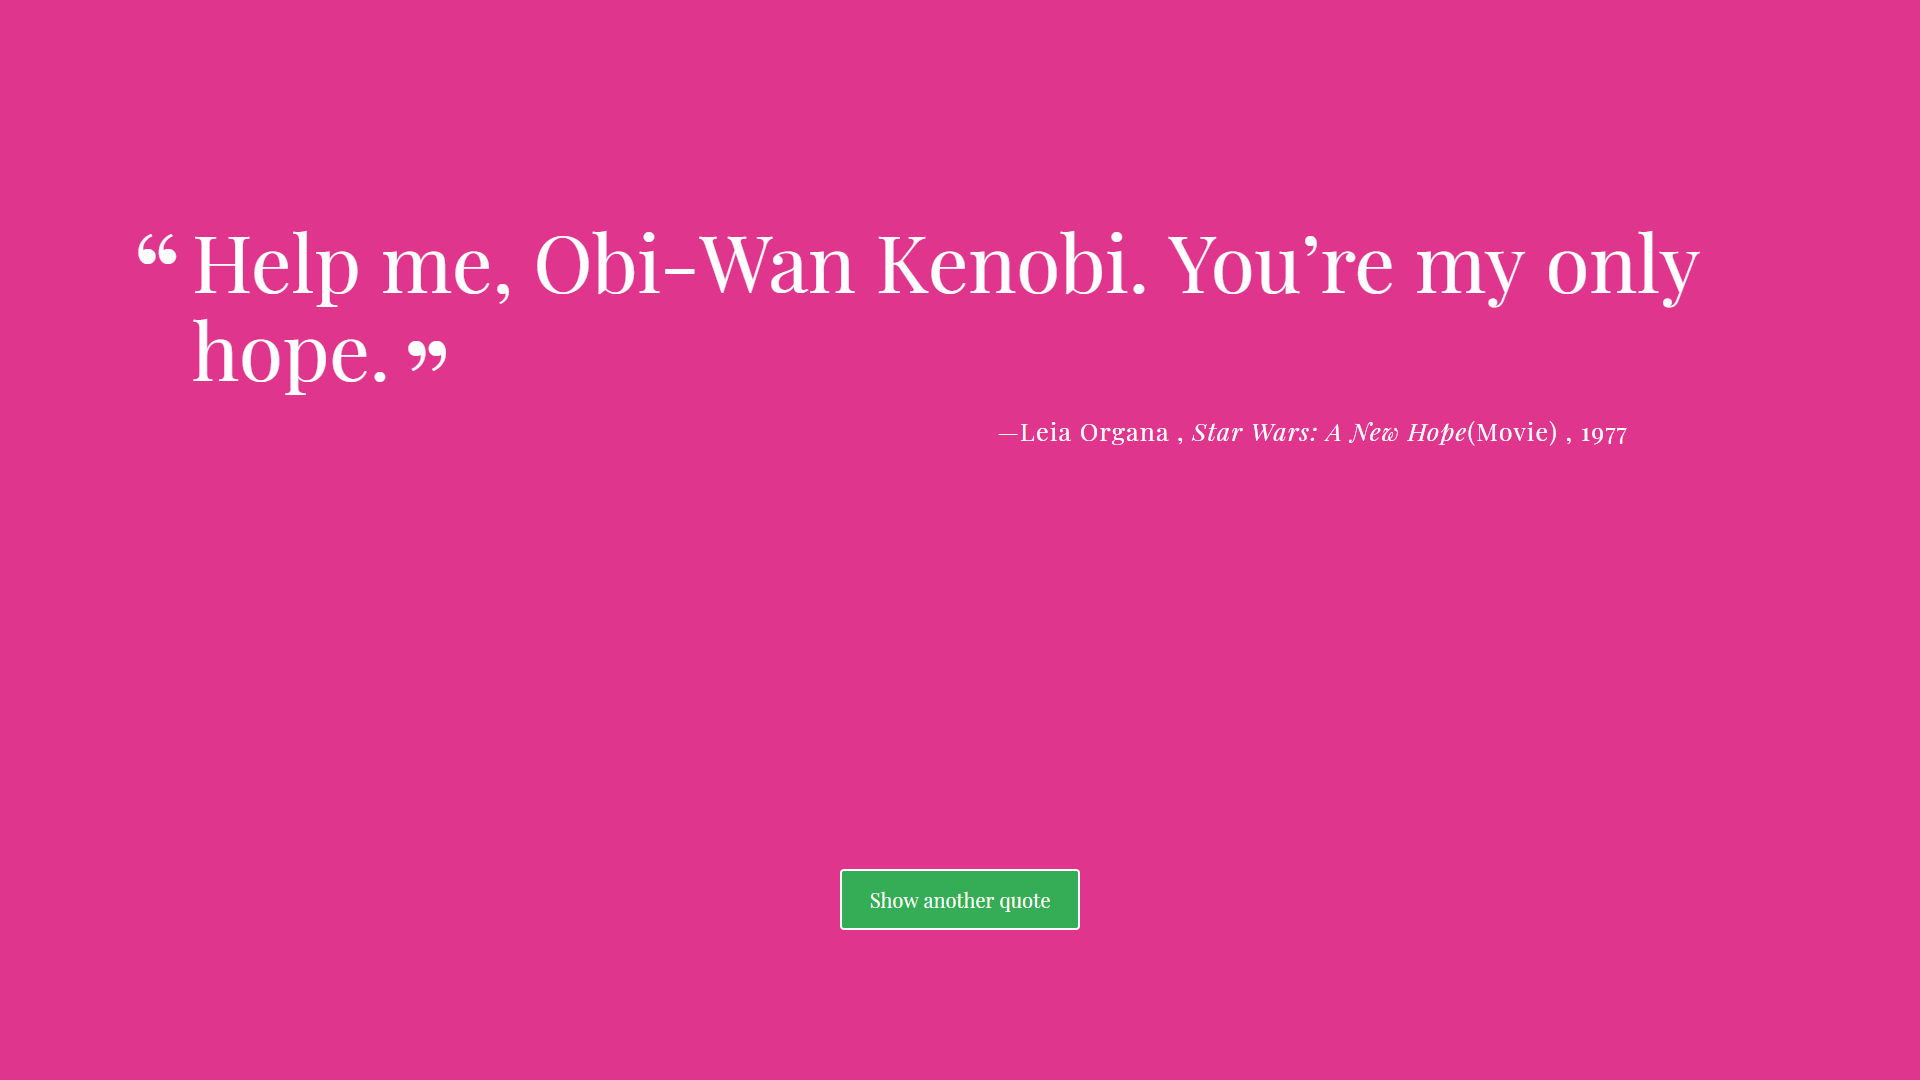 “ Help me, Obi-Wan Kenobi. You’re my only
hope. ”
—Leia Organa , Star Wars: A New Hope(Movie) , 1977
Show another quote